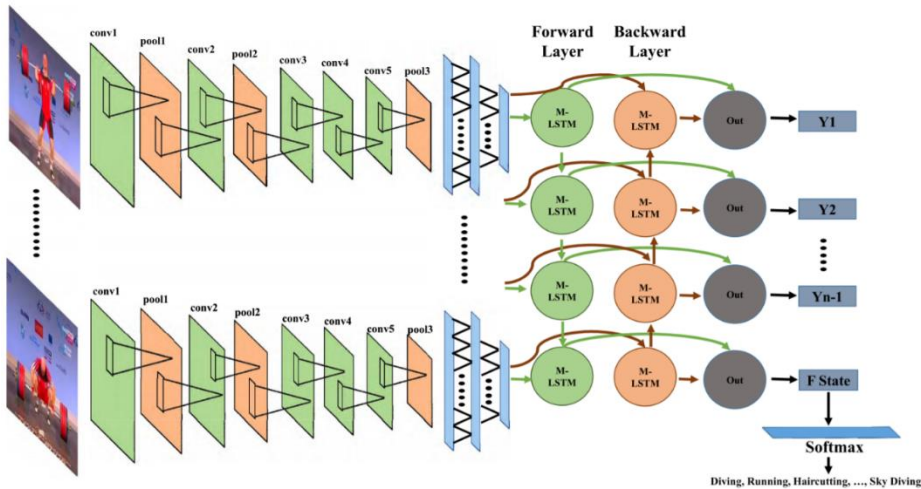 Forward Layer
Backward Layer
conv1
pool1
conv2
pool2
conv3
conv4
conv5
pool3
M-LSTM
M-LSTM
Out
Y1
M-LSTM
M-LSTM
Out
Y2
M-LSTM
M-LSTM
Out
Yn-1
conv1
pool1
conv2
pool2
conv3
conv4
conv5
pool3
M-LSTM
M-LSTM
Out
F State
Softmax
Diving, Running, Haircutting, ..., Sky Diving